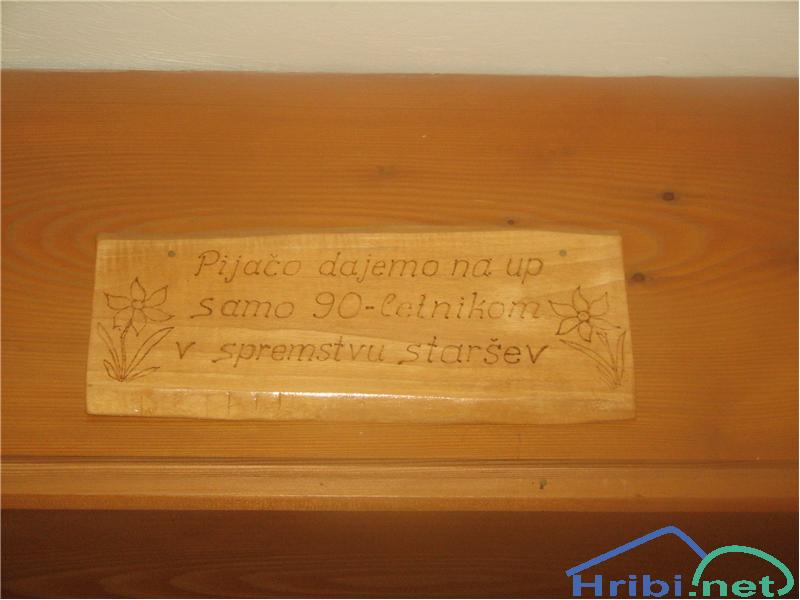 Pijačo dajemo na up
samo 90-letnikom
v spremstvu staršev
Hribi.net